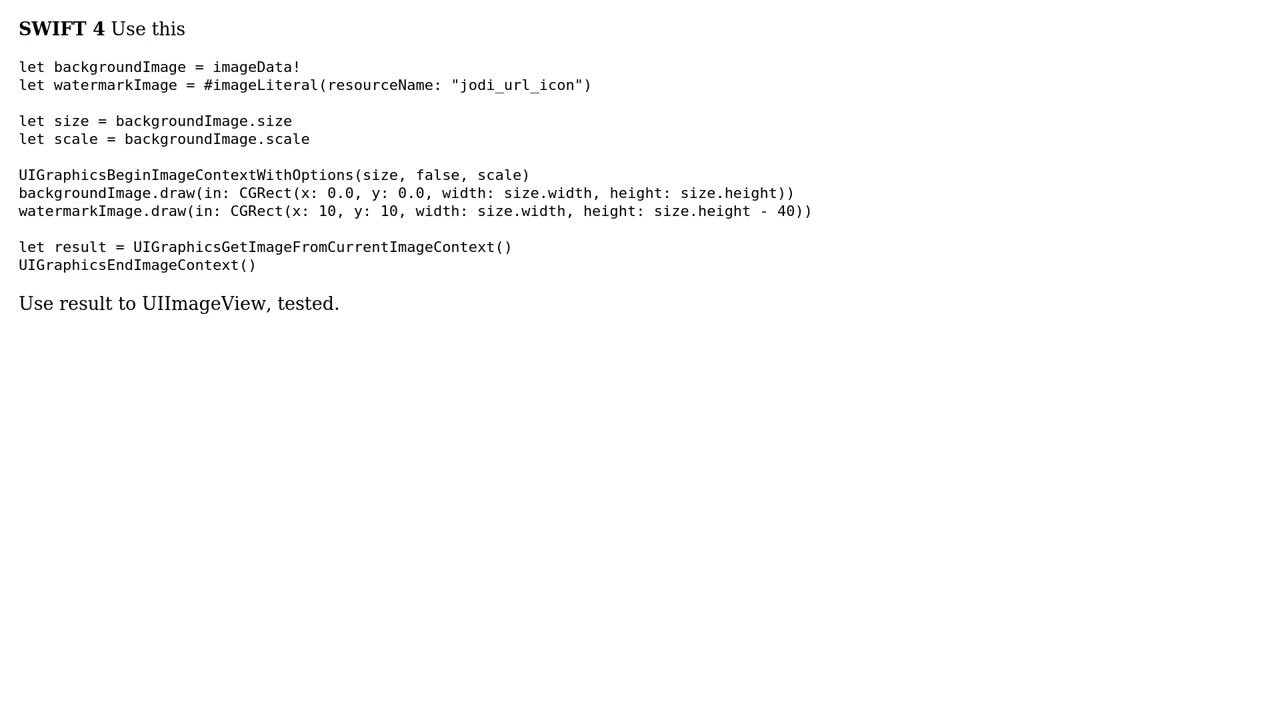 SWIFT 4 Use this
let backgroundImage = imageData!
let watermarkImage = #imageLiteral(resourceName: "jodi_url_icon")
let size = backgroundImage.size
let scale = backgroundImage.scale
UIGraphicsBeginImageContextWithOptions(size, false, scale)
backgroundImage.draw(in: CGRect(x: 0.0, y: 0.0, width: size.width, height: size.height))
watermarkImage.draw(in: CGRect(x: 10, y: 10, width: size.width, height: size.height - 40))
let result = UIGraphicsGetImageFromCurrentImageContext()
UIGraphicsEndImageContext()
Use result to UIImageView, tested.